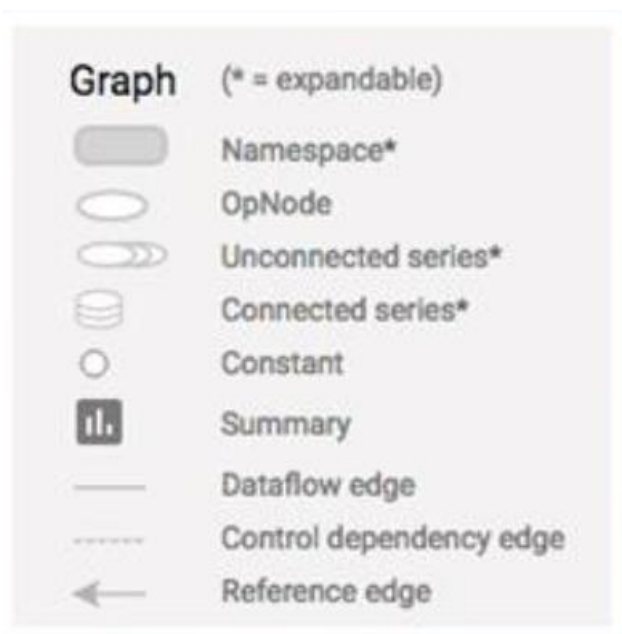 Graph (* = expandable)
Namespace*
OpNode
Unconnected series*
Connected series*
Constant
Summary
Dataflow edge
Control dependency edge
Reference edge